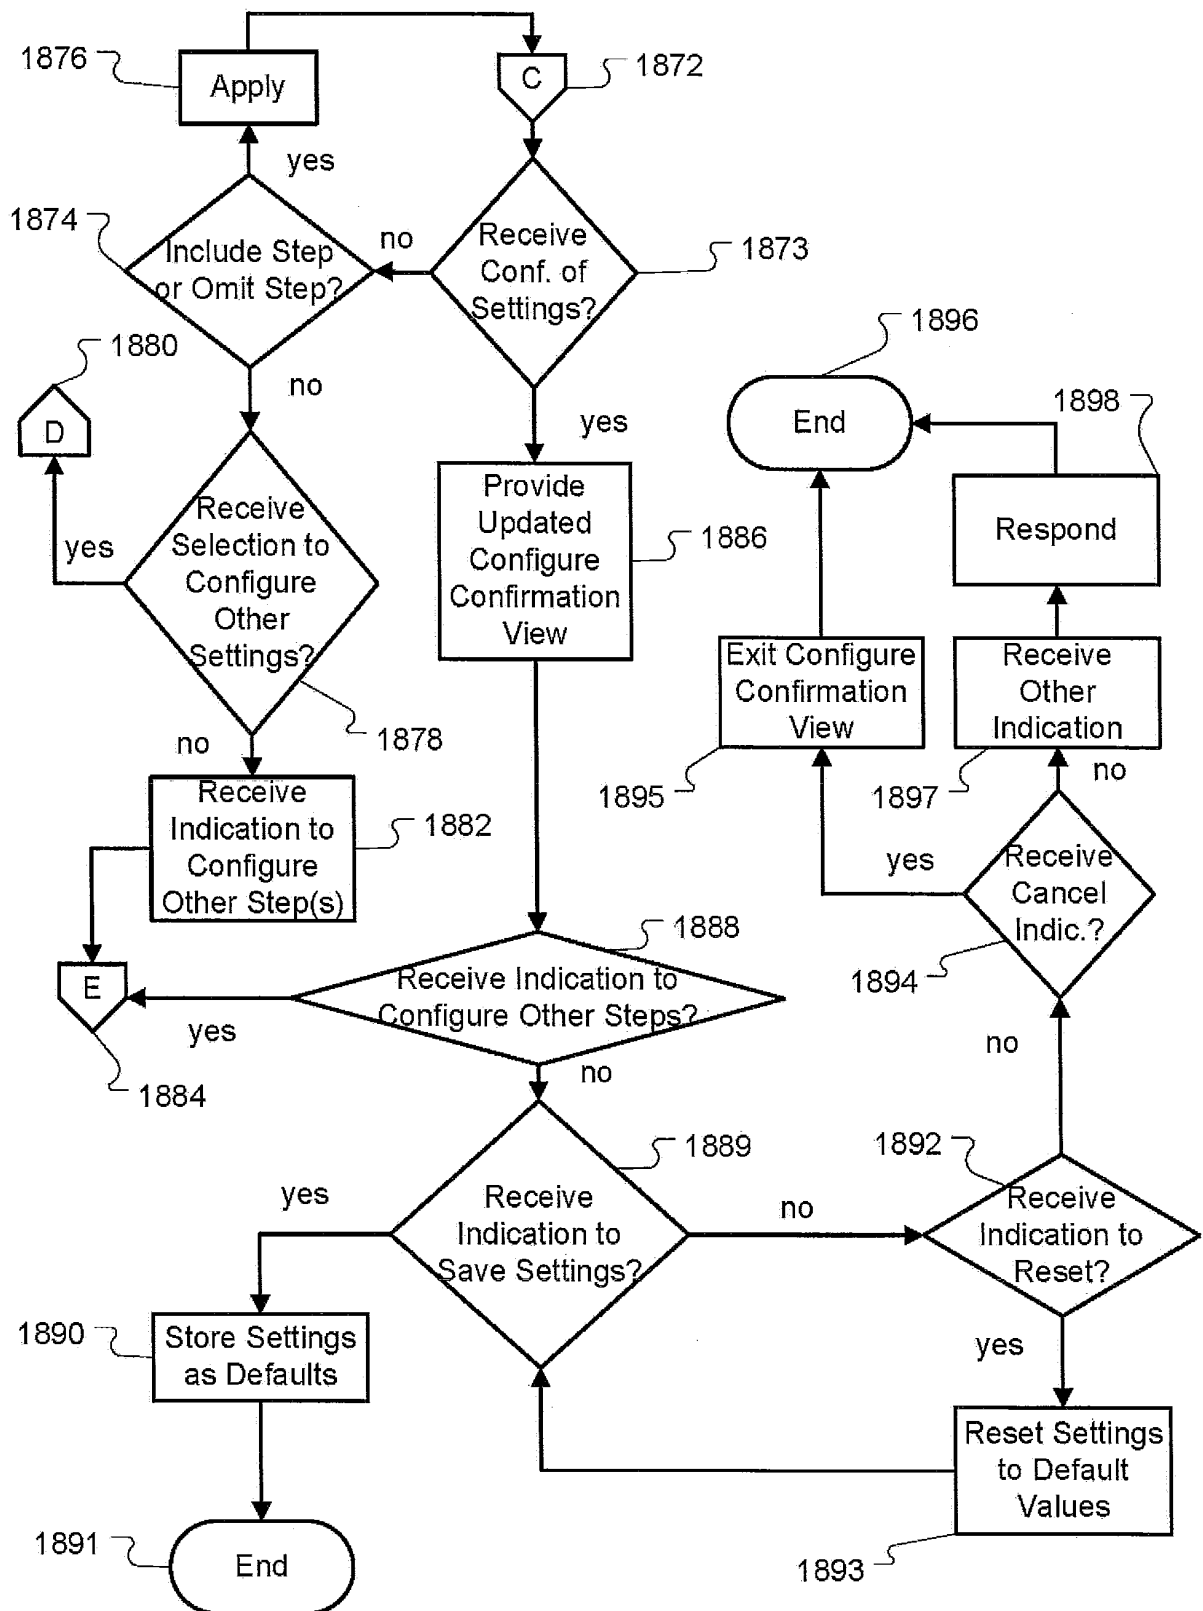 1876
Apply
C
1872
yes
1874
Include Step
or Omit Step?
no
Receive
Conf. of
Settings?
1873
1880
D
no
yes
1896
End
1898
Respond
yes
Receive
Selection to
Configure
Other
Settings?
1878
Provide
Updated
Configure
Confirmation
View
1886
no
Receive
Indication to
Configure
Other Step(s)
1882
Exit Configure
Confirmation
View
1895
Receive
Other
Indication
1897
no
yes
Receive
Cancel
Indic.?
1894
E
1884
yes
Receive Indication to
Configure Other Steps?
1888
no
no
yes
Receive
Indication to
Save Settings?
1889
no
1892
Receive
Indication to
Reset?
yes
1890
Store Settings
as Defaults
Reset Settings
to Default
Values
1893
1891
End